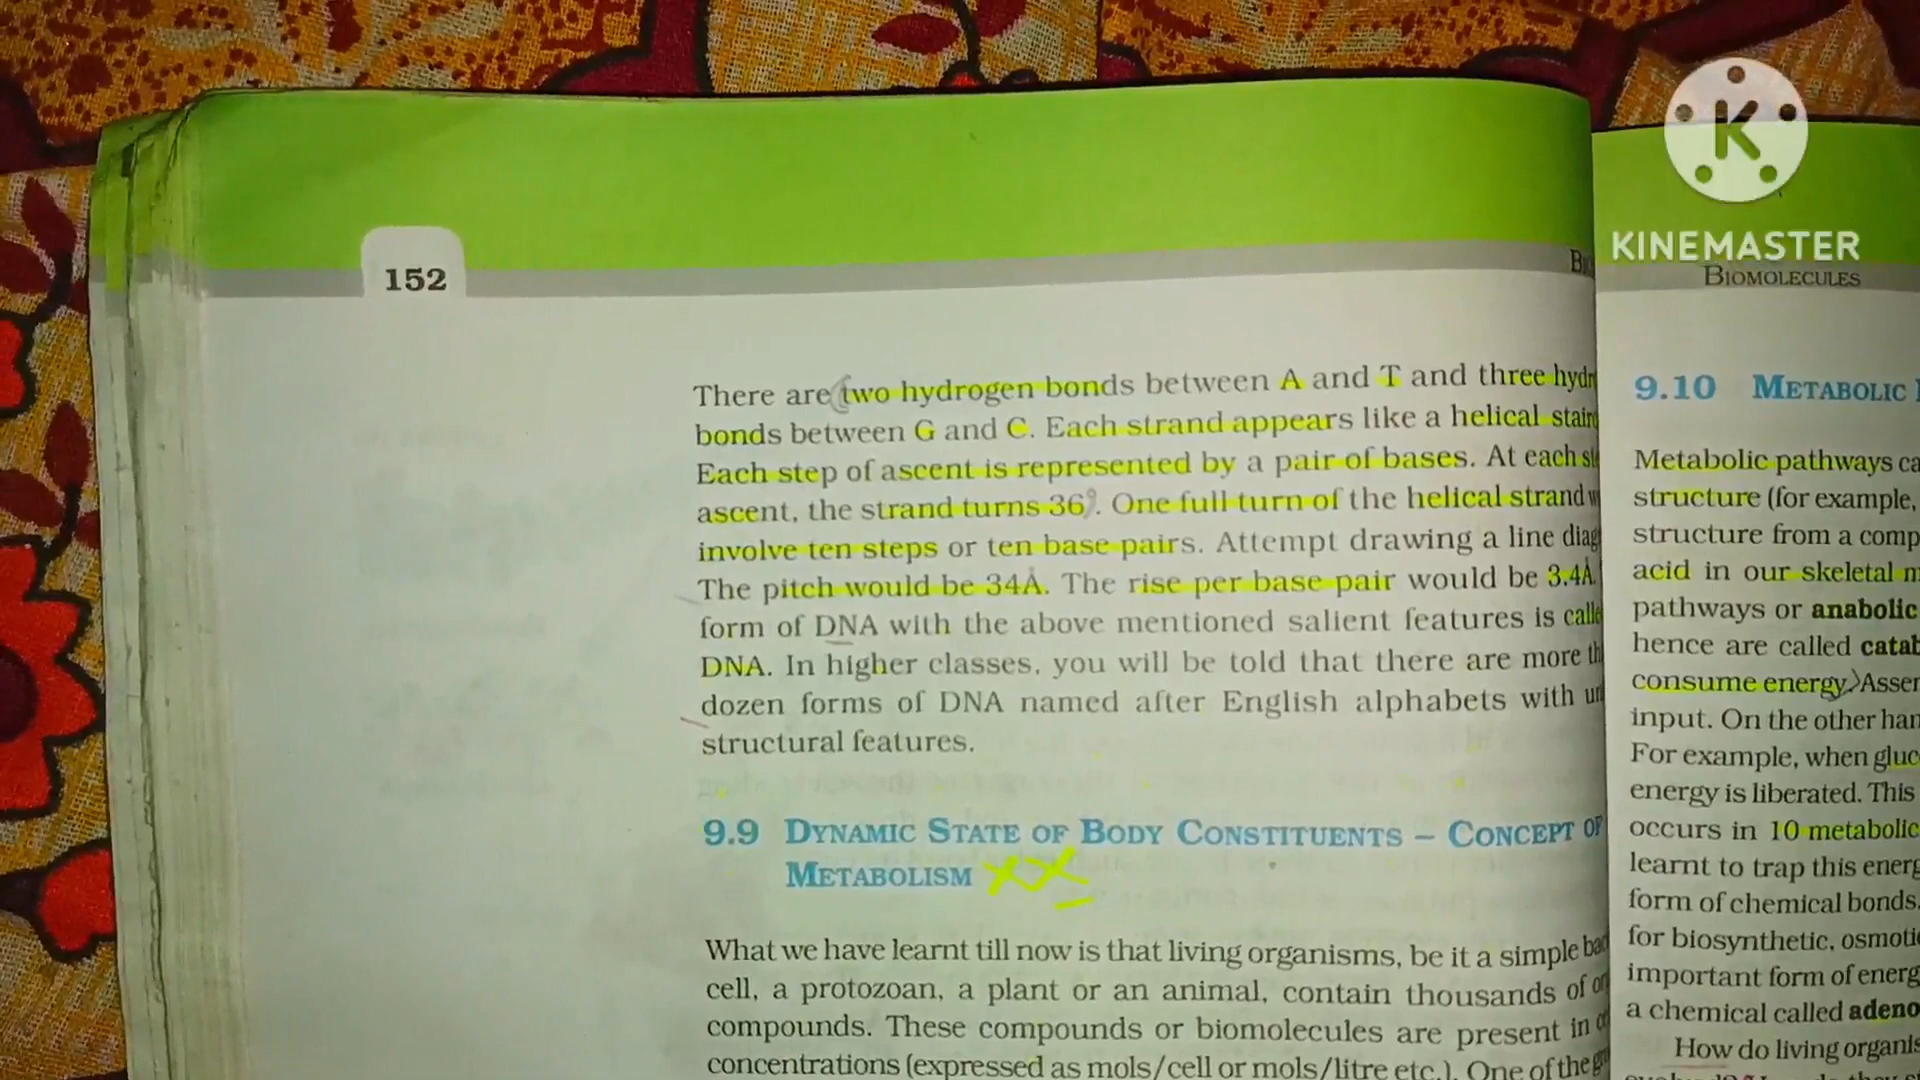 KINEMASTER
BIOMOLECULES
152
There are two hydrogen bonds between A and T and three
bonds between G and C. Each strand appears like a helical
Each step of ascent is represented by a pair of bases. At each
ascent, the strand turns 36°. One full turn of the helical strand
involve ten steps or ten base pairs. Attempt drawing a line
The pitch would be 34Å. The rise per base pair would be 3.4Å.
form of DNA with the above mentioned salient features is
DNA. In higher classes, you will be told that there are more
dozen forms of DNA named after English alphabets with
structural features.
9.9 DYNAMIC STATE OF BODY CONSTITUENTS – CONCEPT OF
METABOLISM XX
What we have learnt till now is that living organisms, be it a simple
cell, a protozoan, a plant or an animal, contain thousands of
compounds. These compounds or biomolecules are present in
concentrations (expressed as mols/cell or mols/litre etc.). One of the
9.10 METABOLIC
Metabolic pathways
structure (for example,
structure from a
acid in our skeletal
pathways or anabolic
hence are called
consume energy.
input. On the other
For example, when
energy is liberated. This
occurs in 10 metabolic
learnt to trap this
form of chemical bonds.
for biosynthetic,
important form of
a chemical called
How do living